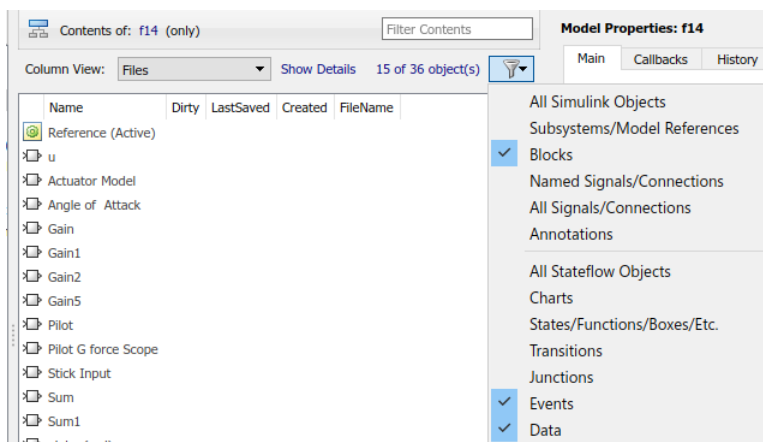 Contents of: f14 (only)
Filter Contents
Column View: Files
Show Details
15 of 36 object(s)
Name Dirty LastSaved Created FileName
Reference (Active)
u
Actuator Model
Angle of Attack
Gain
Gain1
Gain2
Gain5
Pilot
Pilot G force Scope
Stick Input
Sum
Sum1
Model Properties: f14
Main Callbacks History
All Simulink Objects
Subsystems/Model References
Blocks
Named Signals/Connections
All Signals/Connections
Annotations
All Stateflow Objects
Charts
States/Functions/Boxes/Etc.
Transitions
Junctions
Events
Data